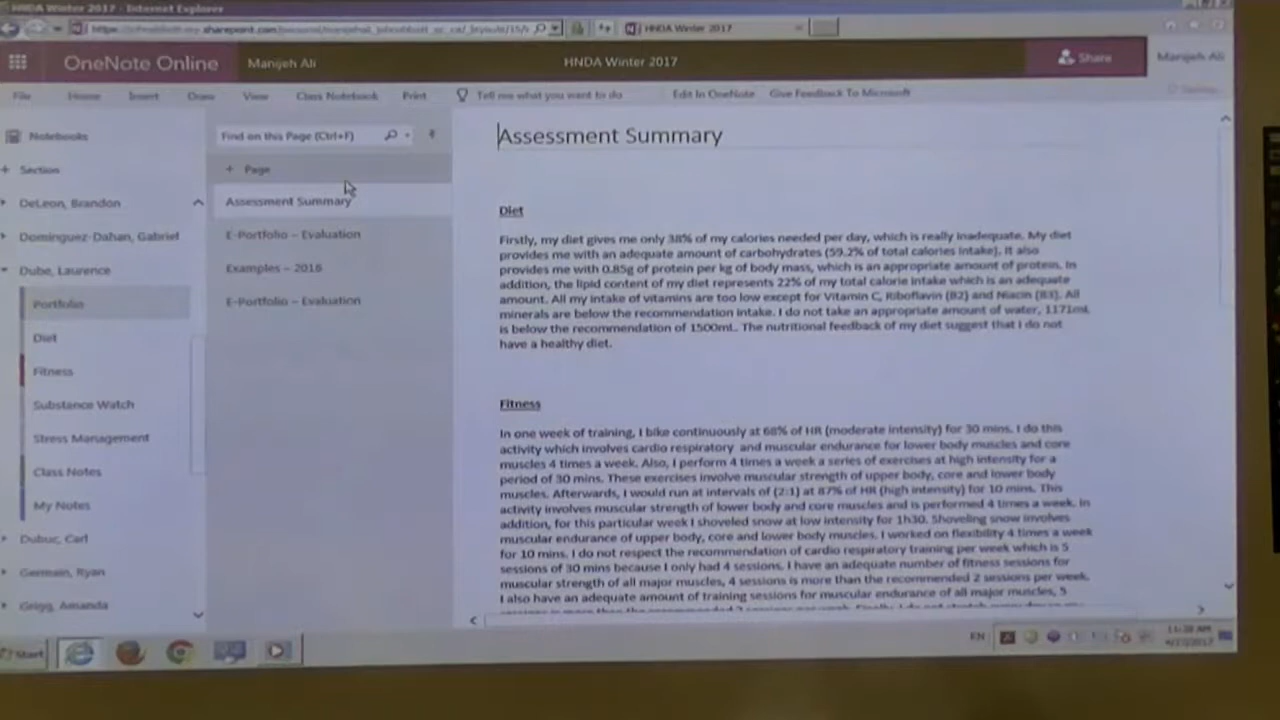 HNDA Winter 2017 - Internet Explorer
HNDA Winter 2017
OneNote Online
Manijeh Ali
HNDA Winter 2017
Share
Manijeh Ali
File Home Insert Draw View Class Notebook Print Tell me what you want to do Edit In OneNote Give Feedback To Microsoft
Notebooks
+ Section
DeLeon, Brandon
Dominguez-Dahan, Gabriel
Dube, Laurence
Portfolio
Diet
Fitness
Substance Watch
Stress Management
Class Notes
My Notes
Dubuc, Carl
Germain, Ryan
Grigg, Amanda
Find on this Page (Ctrl+F)
+ Page
Assessment Summary
E-Portfolio – Evaluation
Examples – 2016
E-Portfolio – Evaluation
Assessment Summary
Diet
Firstly, my diet gives me only 38% of my calories needed per day, which is really inadequate. My diet
provides me with an adequate amount of carbohydrates (59.2% of total calories intake). It also
provides me with 0.85g of protein per kg of body mass, which is an appropriate amount of protein. In
addition, the lipid content of my diet represents 22% of my total calorie intake which is an adequate
amount. All my intake of vitamins are too low except for Vitamin C, Riboflavin (B2) and Niacin (B3). All
minerals are below the recommendation intake. I do not take an appropriate amount of water, 1171mL
is below the recommendation of 1500mL. The nutritional feedback of my diet suggest that I do not
have a healthy diet.
Fitness
In one week of training, I bike continuously at 68% of HR (moderate intensity) for 30 mins. I do this
activity which involves cardio respiratory and muscular endurance for lower body muscles and core
muscles 4 times a week. Also, I perform 4 times a week a series of exercises at high intensity for a
period of 30 mins. These exercises involve muscular strength of upper body, core and lower body
muscles. Afterwards, I would run at intervals of (2:1) at 87% of HR (high intensity) for 10 mins. This
activity involves muscular strength of lower body and core muscles and is performed 4 times a week. In
addition, for this particular week I shoveled snow at low intensity for 1h30. Shoveling snow involves
muscular endurance of upper body, core and lower body muscles. I worked on flexibility 4 times a week
for 10 mins. I do not respect the recommendation of cardio respiratory training per week which is 5
sessions of 30 mins because I only had 4 sessions. I have an adequate number of fitness sessions for
muscular strength of all major muscles, 4 sessions is more than the recommended 2 sessions per week.
I also have an adequate amount of training sessions for muscular endurance of all major muscles, 5
Start
EN